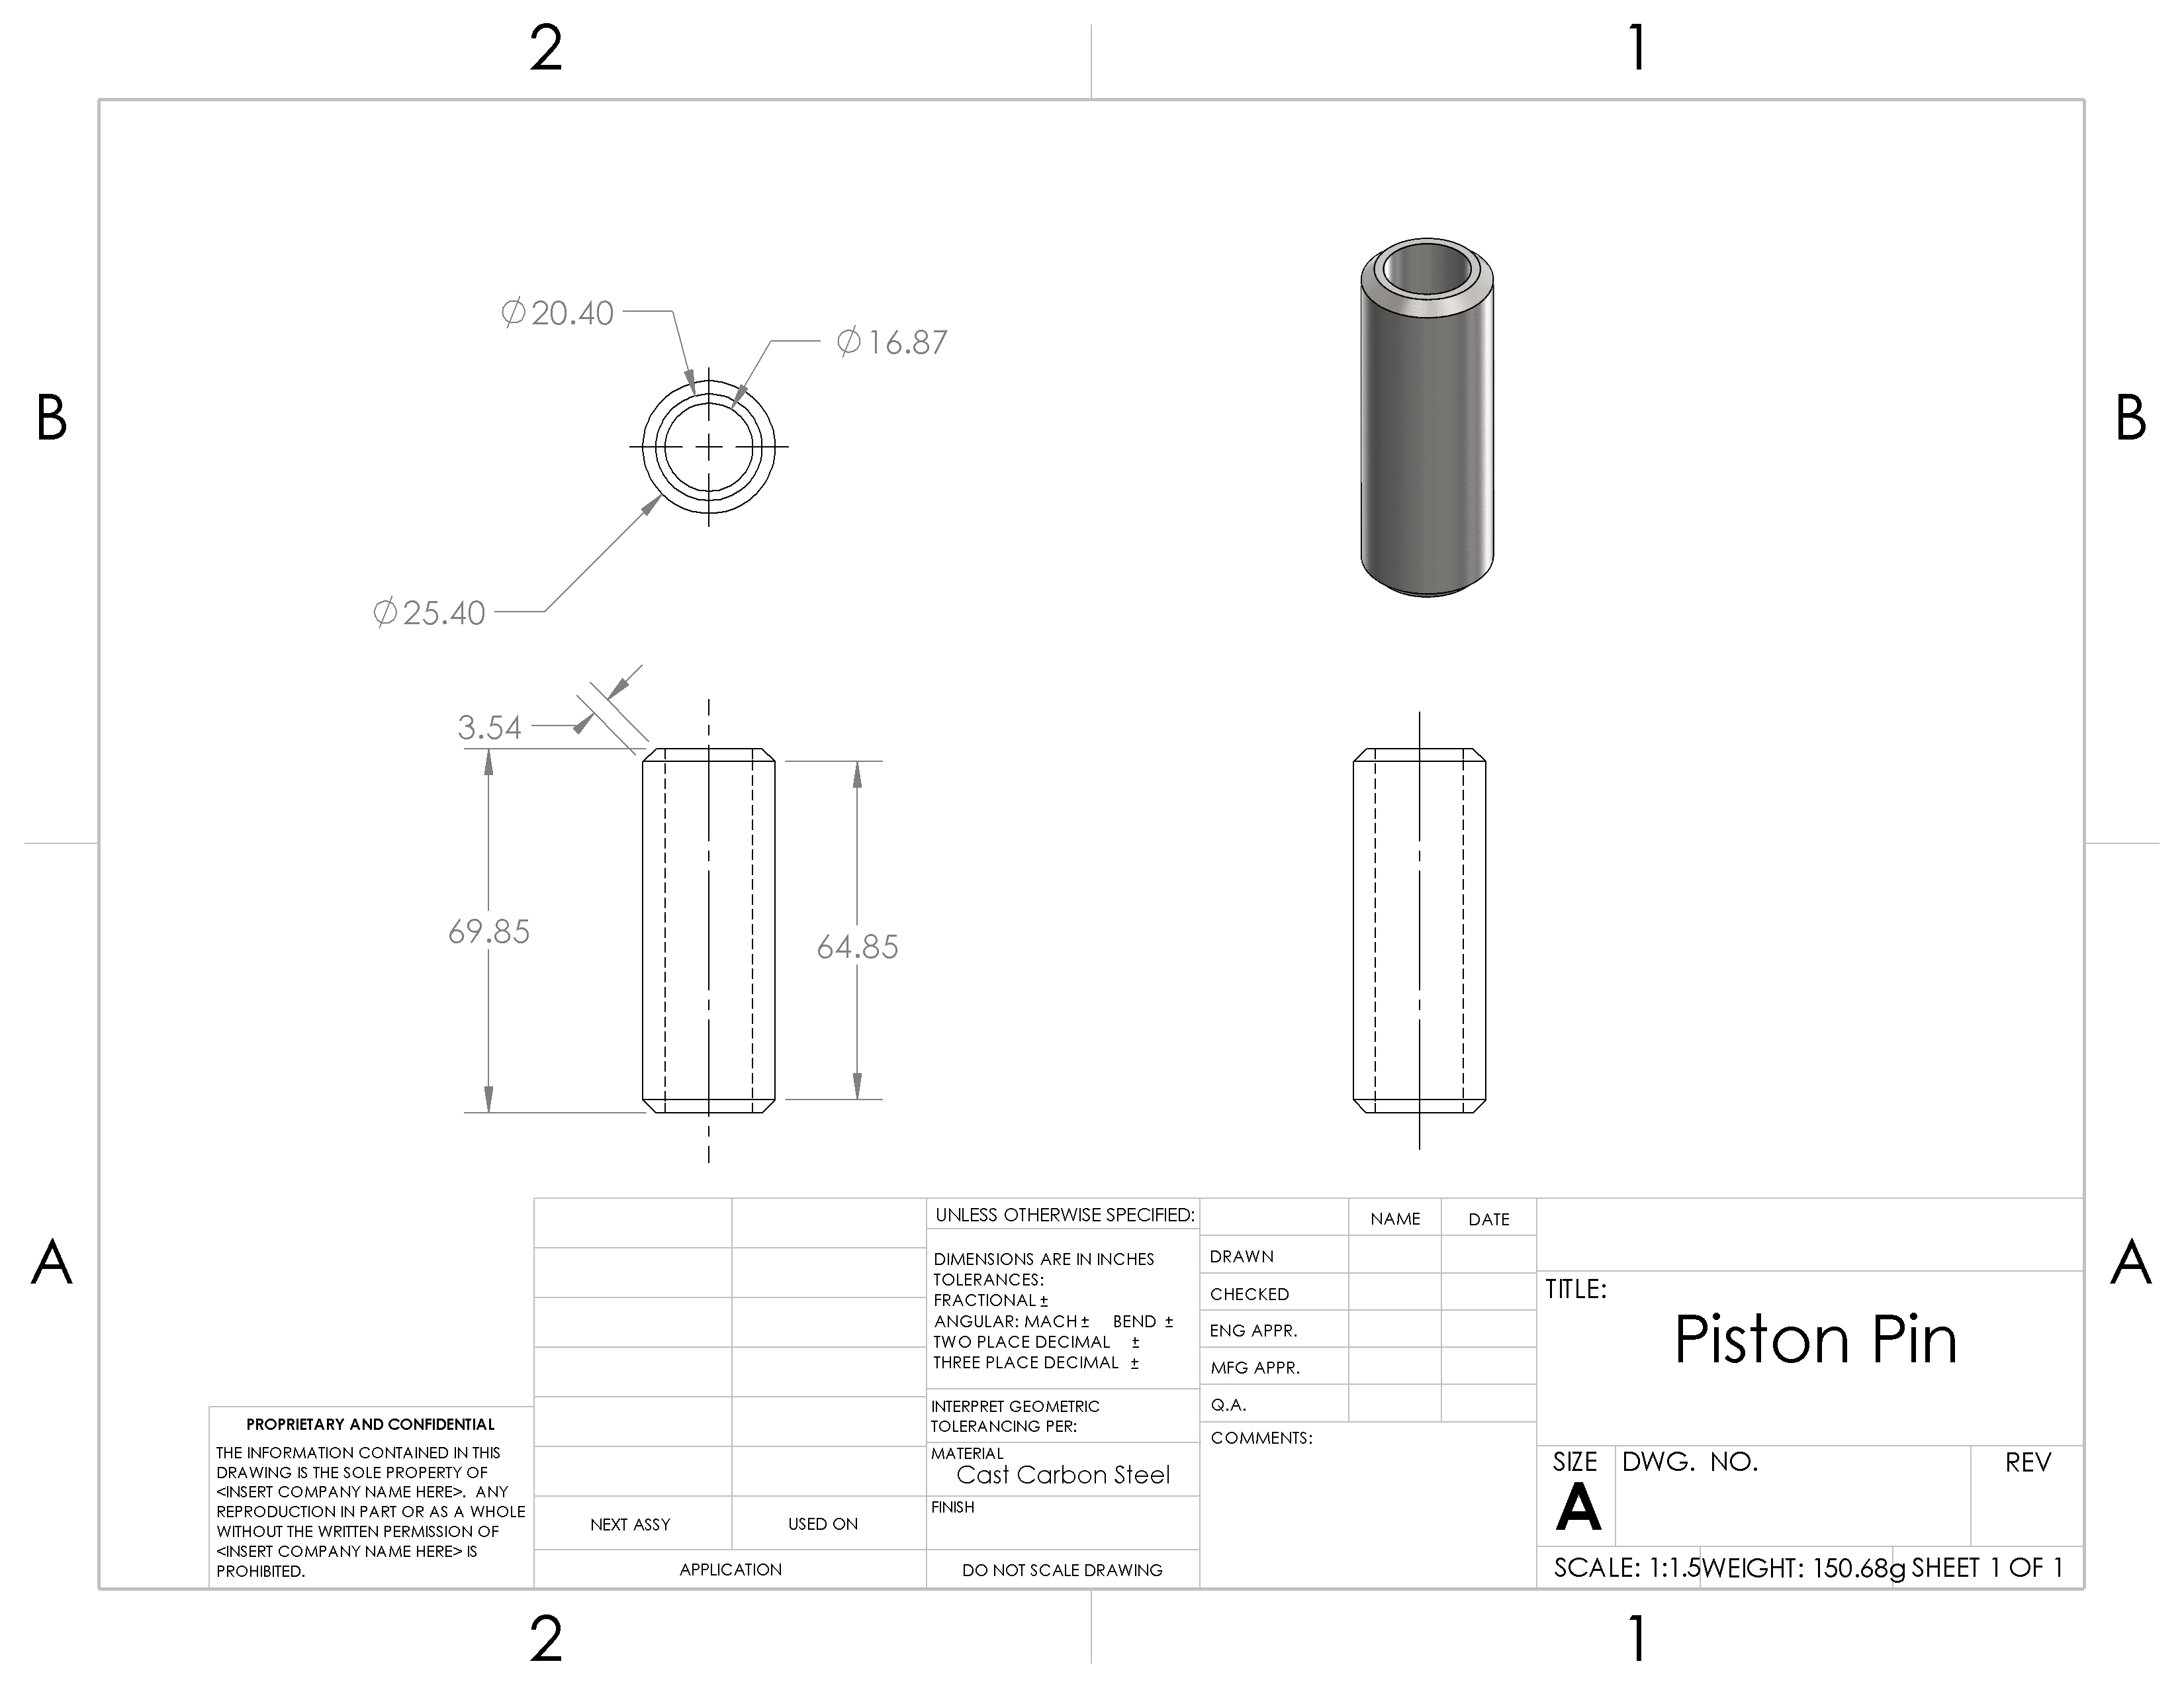 2 1
⌀20.40
⌀16.87
B B
⌀25.40
3.54
69.85
64.85
A A
UNLESS OTHERWISE SPECIFIED:
DIMENSIONS ARE IN INCHES
TOLERANCES:
FRACTIONAL ±
ANGULAR: MACH ± BEND ±
TWO PLACE DECIMAL ±
THREE PLACE DECIMAL ±
INTERPRET GEOMETRIC
TOLERANCING PER:
MATERIAL
Cast Carbon Steel
FINISH
DO NOT SCALE DRAWING
NAME DATE
DRAWN
CHECKED
ENG APPR.
MFG APPR.
Q.A.
COMMENTS:
TITLE:
Piston Pin
SIZE DWG. NO. REV
A
SCALE: 1:1.5 WEIGHT: 150.68g SHEET 1 OF 1
PROPRIETARY AND CONFIDENTIAL
THE INFORMATION CONTAINED IN THIS
DRAWING IS THE SOLE PROPERTY OF
<INSERT COMPANY NAME HERE>. ANY
REPRODUCTION IN PART OR AS A WHOLE
WITHOUT THE WRITTEN PERMISSION OF
<INSERT COMPANY NAME HERE> IS
PROHIBITED.
NEXT ASSY USED ON
APPLICATION
2 1